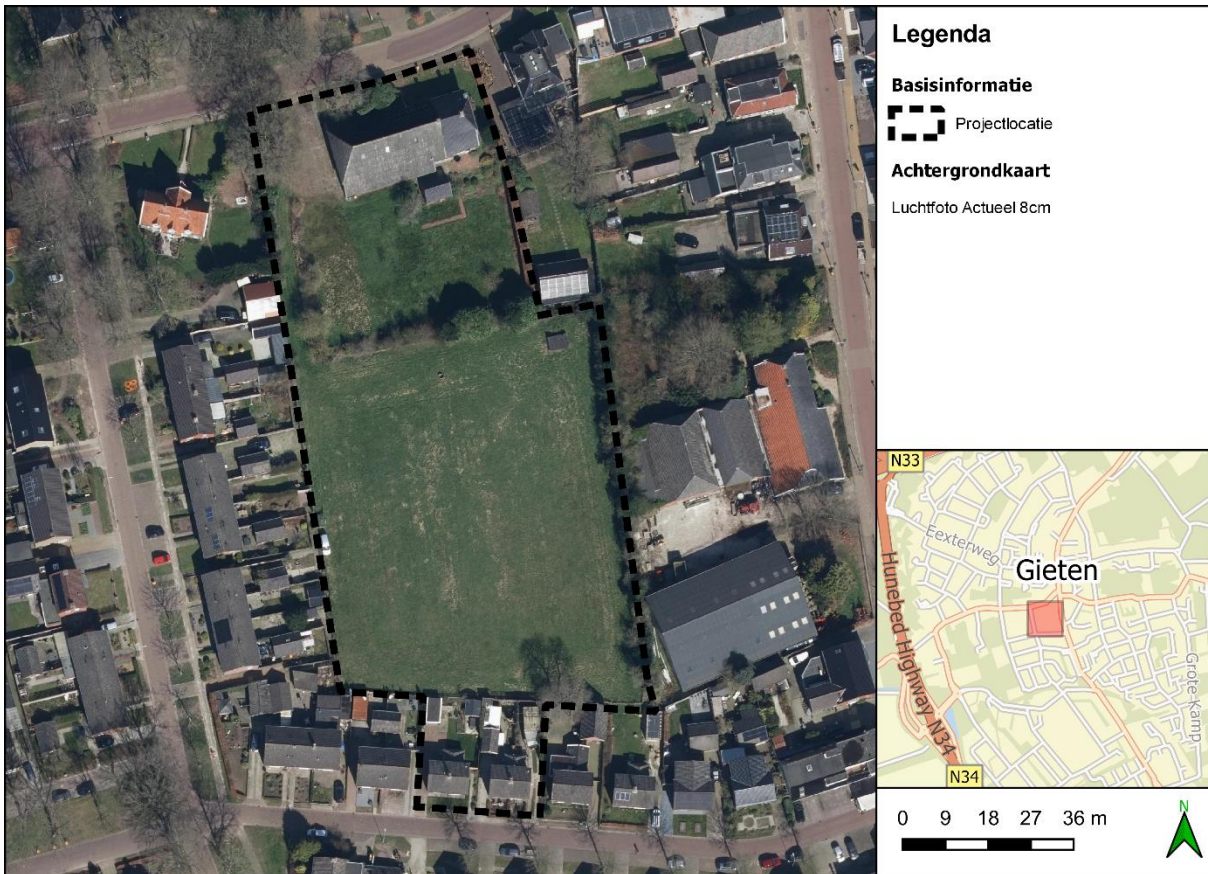 Legenda
Basisinformatie
Projectlocatie
Achtergrondkaart
Luchtfoto Actueel 8cm
N33
Eexterweg
Gieten
Hunebed Highway N34
Grote-Kamp
N34
0 9 18 27 36 m
N